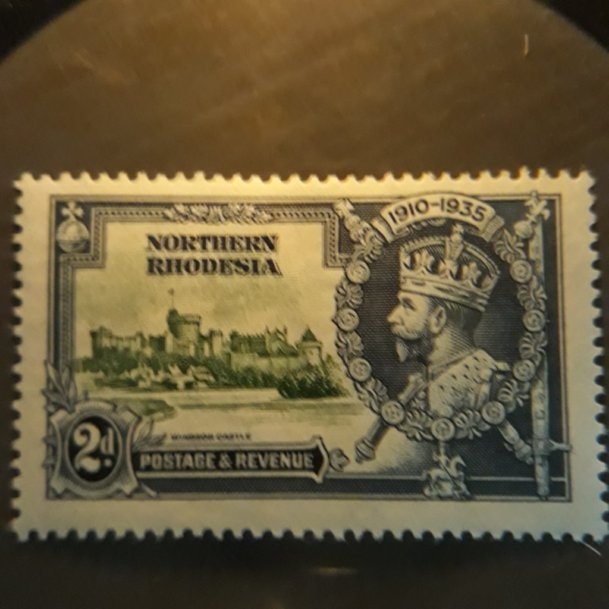 1910-1935
NORTHERN
RHODESIA
WINDSOR CASTLE
2d.
POSTAGE & REVENUE